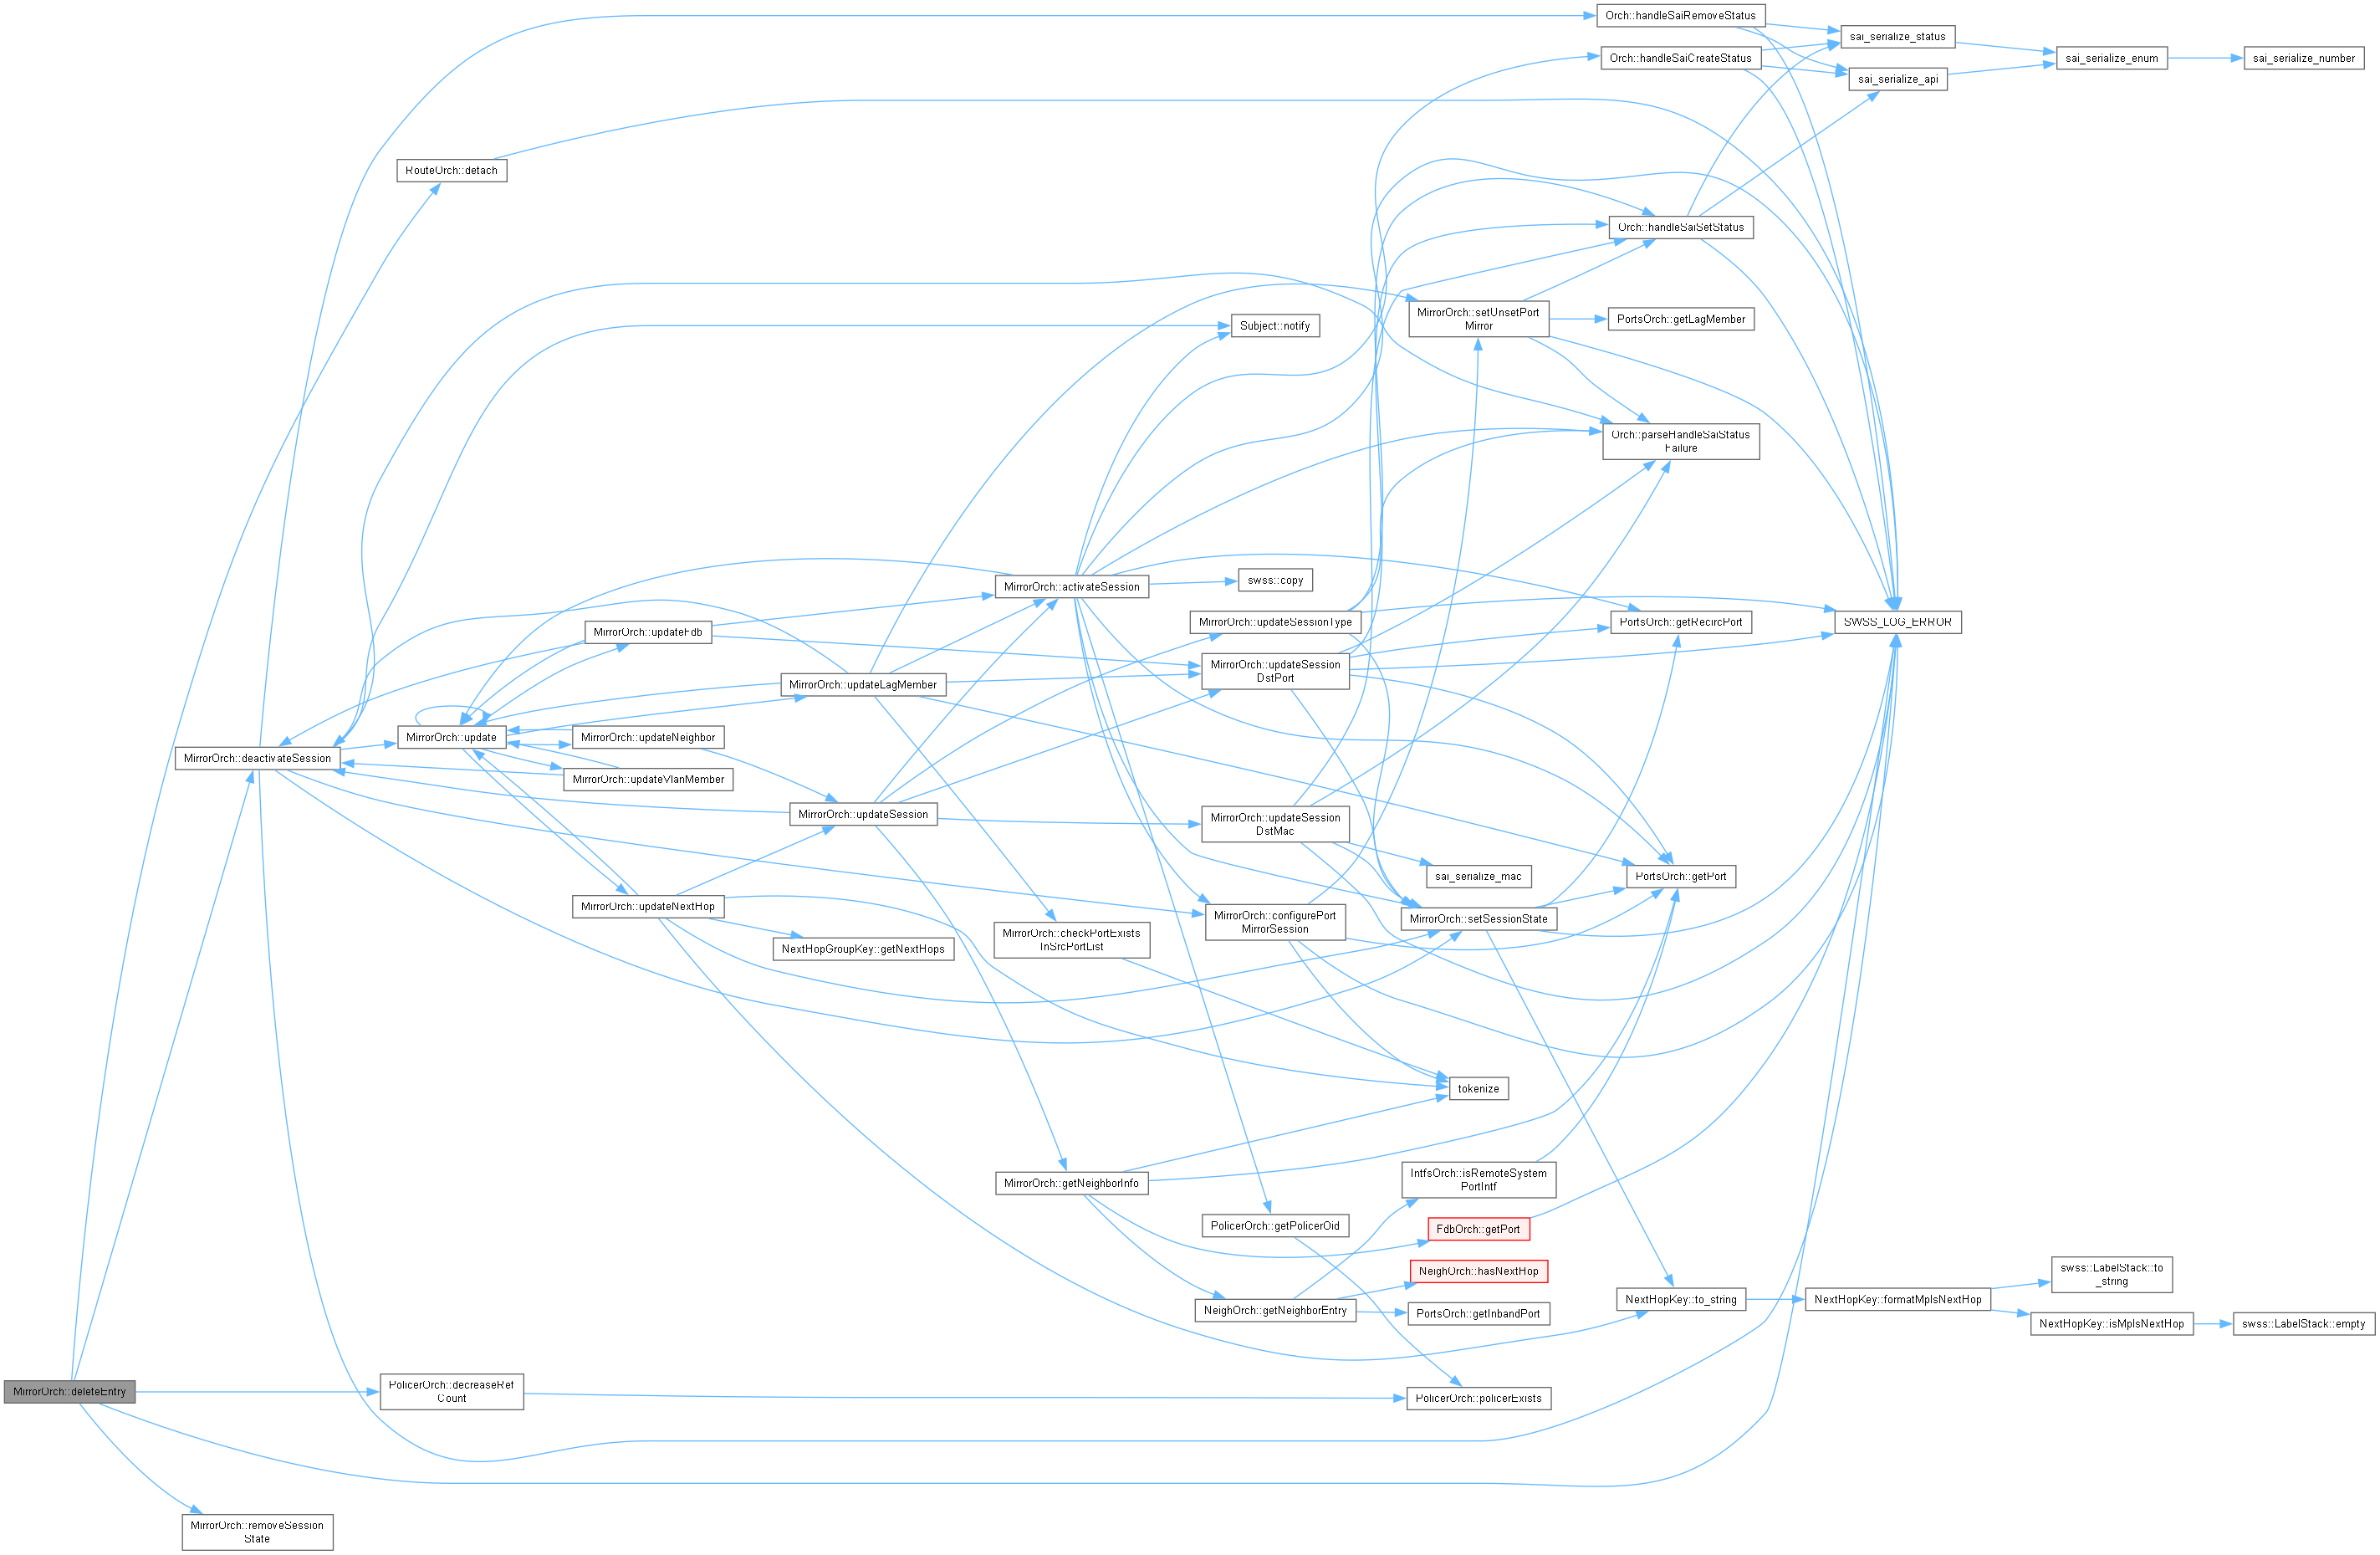 Orch::handleSaiRemoveStatus
sai_serialize_status
Orch::handleSaiCreateStatus
sai_serialize_enum
sai_serialize_number
sai_serialize_api
RouteOrch::detach
Orch::handleSaiSetStatus
MirrorOrch::setUnsetPort
Mirror
PortsOrch::getLagMember
Subject::notify
Orch::parseHandleSaiStatus
Failure
MirrorOrch::activateSession
swss::copy
MirrorOrch::updateSessionType
PortsOrch::getRecircPort
SWSS_LOG_ERROR
MirrorOrch::updateFdb
MirrorOrch::updateSession
DstPort
MirrorOrch::updateLagMember
MirrorOrch::update
MirrorOrch::updateNeighbor
MirrorOrch::deactivateSession
MirrorOrch::updateVlanMember
MirrorOrch::updateSession
MirrorOrch::updateSession
DstMac
sai_serialize_mac
PortsOrch::getPort
MirrorOrch::updateNextHop
MirrorOrch::configurePort
MirrorSession
MirrorOrch::setSessionState
MirrorOrch::checkPortExists
InSrcPortList
NextHopGroupKey::getNextHops
tokenize
MirrorOrch::getNeighborInfo
IntfsOrch::isRemoteSystem
PortIntf
PolicerOrch::getPolicerOid
FdbOrch::getPort
NeighOrch::hasNextHop
swss::LabelStack::to
_string
NeighOrch::getNeighborEntry
PortsOrch::getInbandPort
NextHopKey::to_string
NextHopKey::formatMplsNextHop
NextHopKey::isMplsNextHop
swss::LabelStack::empty
MirrorOrch::deleteEntry
PolicerOrch::decreaseRef
Count
PolicerOrch::policerExists
MirrorOrch::removeSession
State